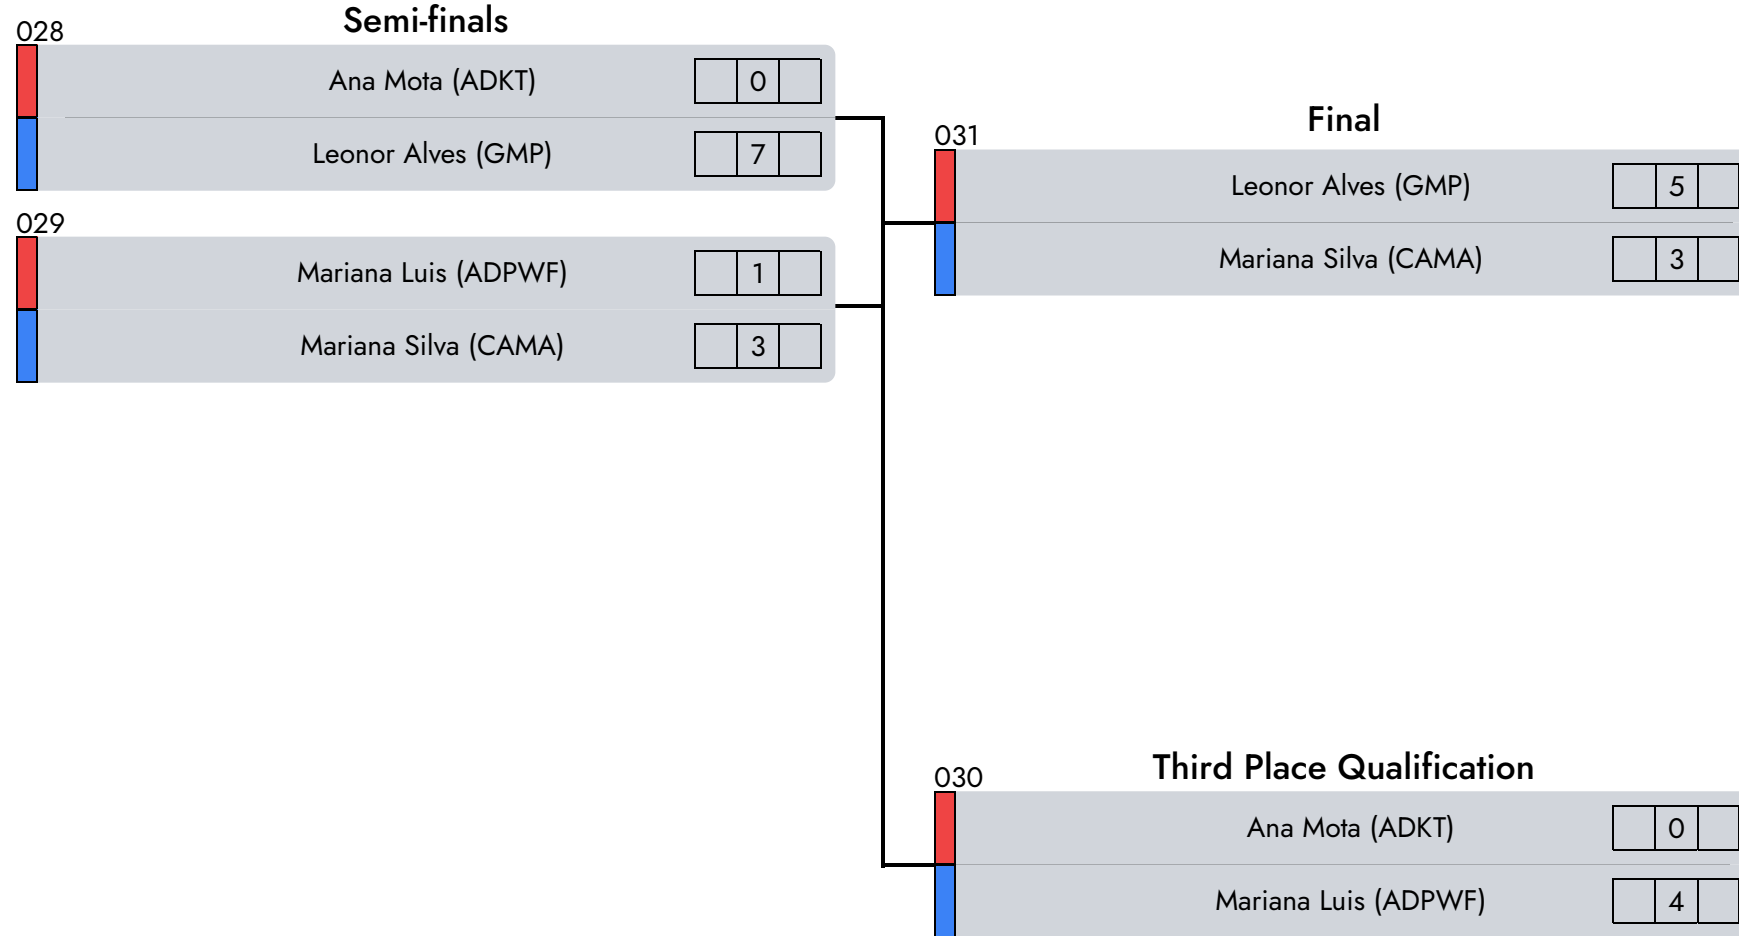 Semi-finals
028
Ana Mota (ADKT) 0
Leonor Alves (GMP) 7
029
Mariana Luis (ADPWF) 1
Mariana Silva (CAMA) 3
Final
031
Leonor Alves (GMP) 5
Mariana Silva (CAMA) 3
Third Place Qualification
030
Ana Mota (ADKT) 0
Mariana Luis (ADPWF) 4